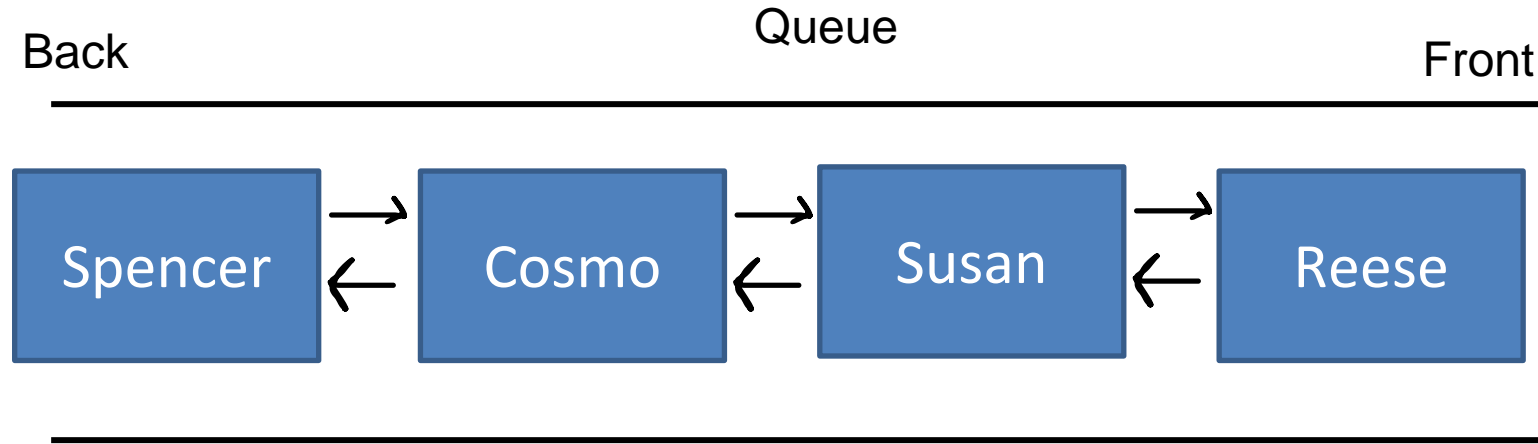 Queue
Back
Front
Spencer
Cosmo
Susan
Reese